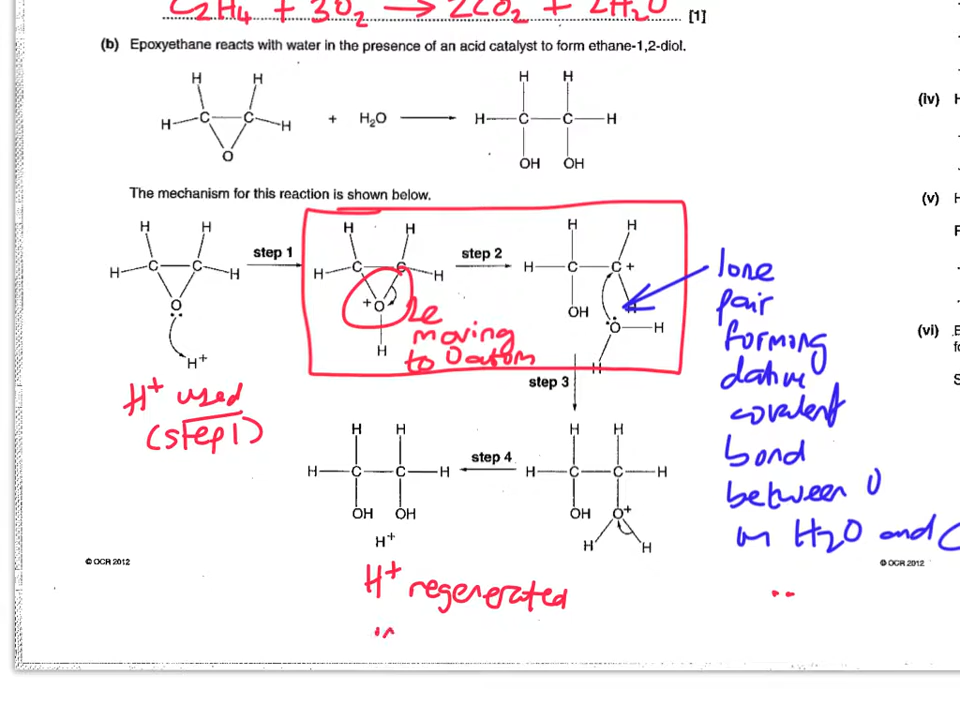 C2H4 + 3O2 → 2CO2 + 2H2O [1]
(b) Epoxyethane reacts with water in the presence of an acid catalyst to form ethane-1,2-diol.
H H H H
(iv) H
H C C H + H2O H C C H
O OH OH
The mechanism for this reaction is shown below.
(v) H
F
H H step 1 H H step 2 H H
H C C H H C C H H C C +
O +O OH H
H+ H O H
H
2e
moving
to O atom
lone
pair
forming
dative
covalent
bond
between O
in H2O and C
(vi) E
fo
S
H+ used
(step 1)
step 3
H H H H
H C C H step 4 H C C H
OH OH OH O+
H+ H H
© OCR 2012 © OCR 2012
H+ regenerated